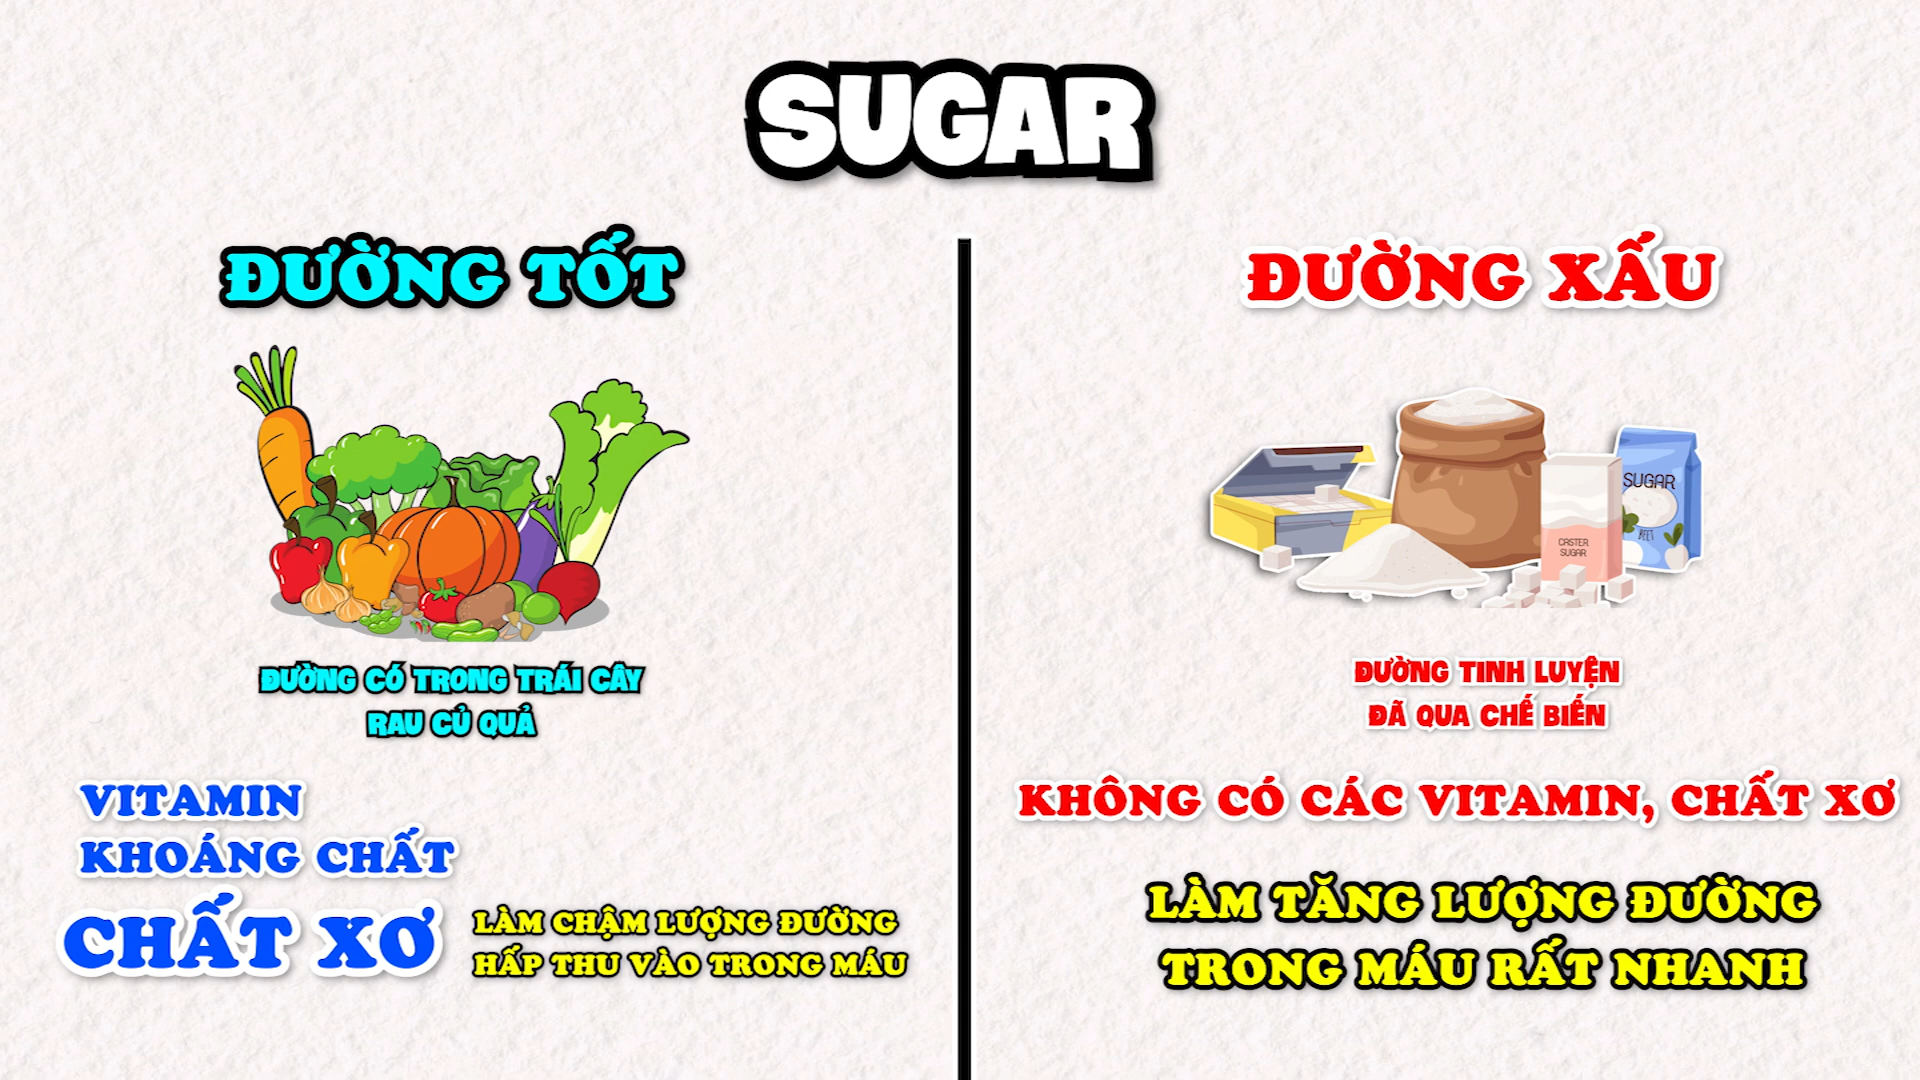 SUGAR
ĐƯỜNG TỐT
ĐƯỜNG CÓ TRONG TRÁI CÂY
RAU CỦ QUẢ
VITAMIN
KHOÁNG CHẤT
CHẤT XƠ
LÀM CHẬM LƯỢNG ĐƯỜNG
HẤP THU VÀO TRONG MÁU
ĐƯỜNG XẤU
SUGAR
BEET
CASTER
SUGAR
ĐƯỜNG TINH LUYỆN
ĐÃ QUA CHẾ BIẾN
KHÔNG CÓ CÁC VITAMIN, CHẤT XƠ
LÀM TĂNG LƯỢNG ĐƯỜNG
TRONG MÁU RẤT NHANH